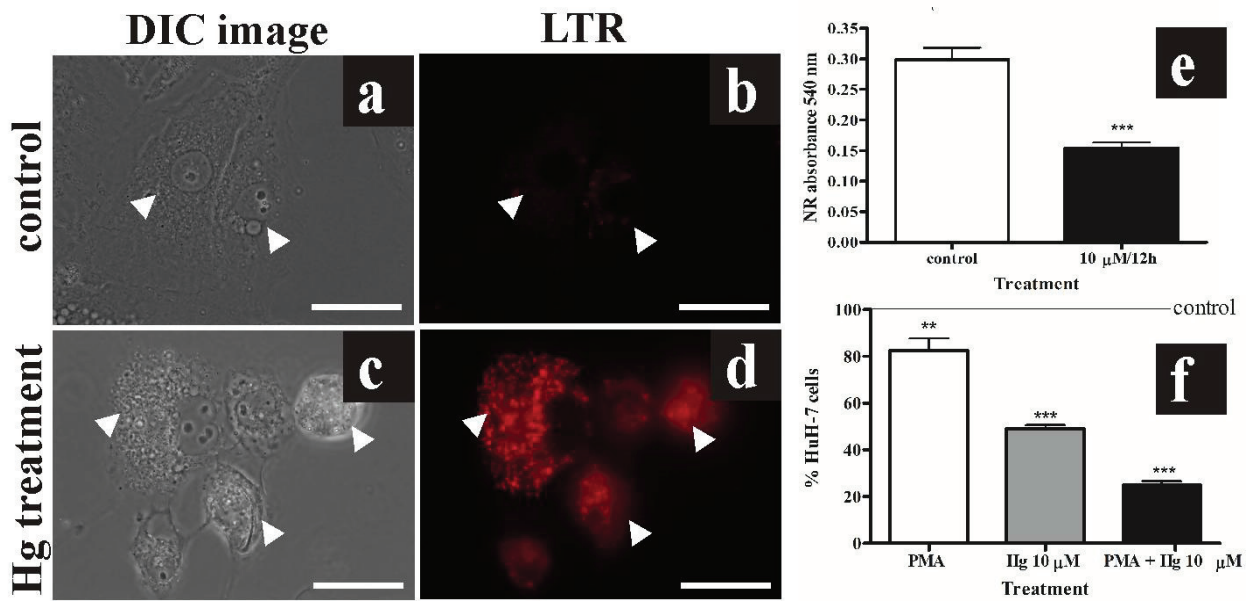 DIC image
LTR
control
Hg treatment
a
b
c
d
e
0.35
0.30
0.25
0.20
0.15
0.10
0.05
0.00
NR absorbance 540 nm
***
control
10 μM/12h
Treatment
f
100
80
60
40
20
0
% HuH-7 cells
control
**
***
***
PMA
Hg 10 μM
PMA + Hg 10 μM
Treatment